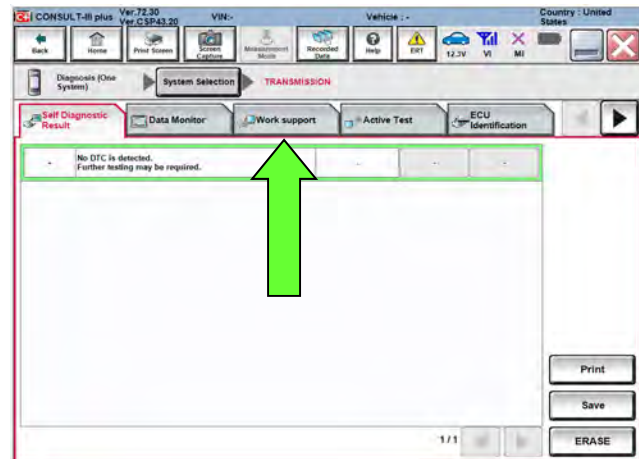 CONSULT-III plus
Ver.72.30
Ver.CSP43.20
VIN:-
Vehicle : -
Country : United
States
Back
Home
Print Screen
Screen
Capture
Measurement
Mode
Recorded
Data
Help
ERT
12.3V
VI
MI
Diagnosis (One
System)
System Selection
TRANSMISSION
Self Diagnostic
Result
Data Monitor
Work support
Active Test
ECU
Identification
-
No DTC is detected.
Further testing may be required.
-
-
-
Print
Save
1/1
ERASE